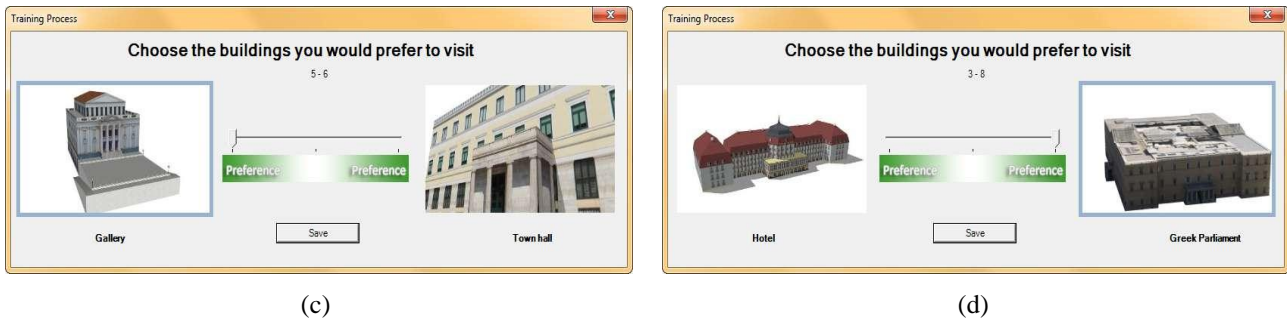 Training Process
X
Choose the buildings you would prefer to visit
5 - 6
Preference Preference
Save
Gallery
Town hall
(c)
Training Process
X
Choose the buildings you would prefer to visit
3 - 8
Preference Preference
Save
Hotel
Greek Parliament
(d)